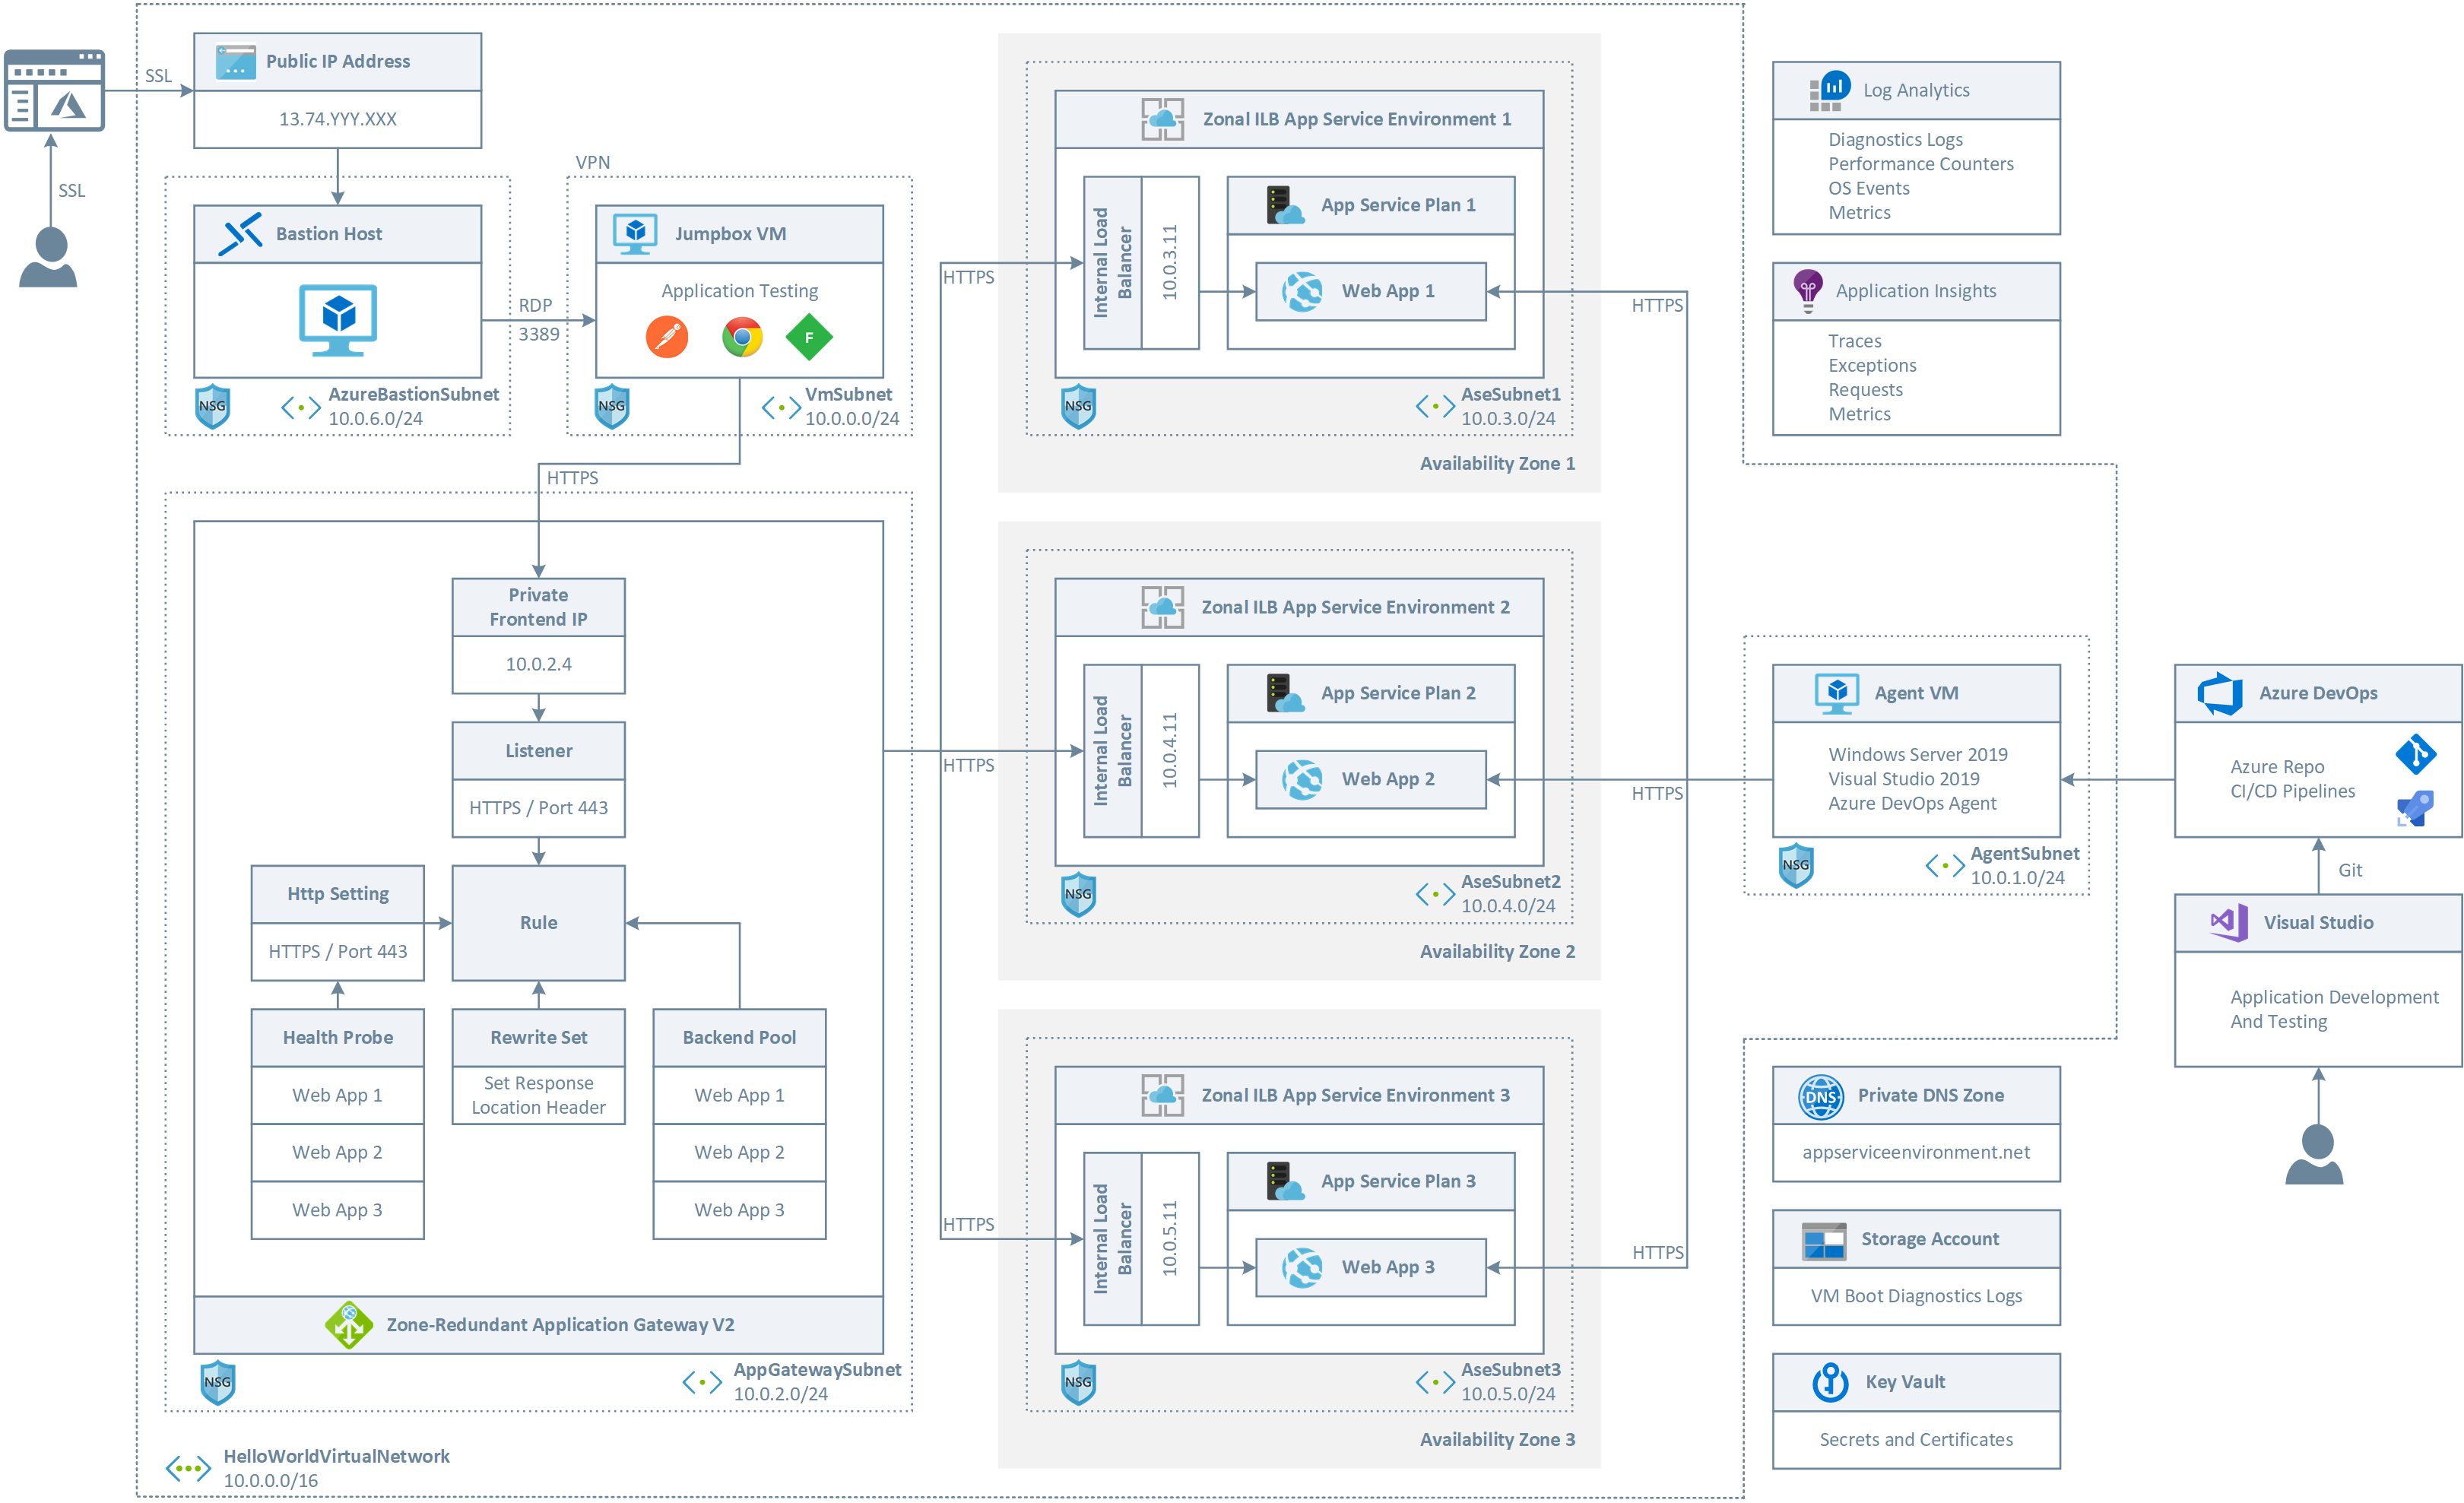 SSL
SSL
Public IP Address
13.74.YYY.XXX
Bastion Host
NSG
AzureBastionSubnet
10.0.6.0/24
RDP
3389
VPN
Jumpbox VM
Application Testing
F
NSG
VmSubnet
10.0.0.0/24
HTTPS
Private
Frontend IP
10.0.2.4
Listener
HTTPS / Port 443
Http Setting
HTTPS / Port 443
Rule
Health Probe
Web App 1
Web App 2
Web App 3
Rewrite Set
Set Response
Location Header
Backend Pool
Web App 1
Web App 2
Web App 3
Zone-Redundant Application Gateway V2
NSG
AppGatewaySubnet
10.0.2.0/24
HelloWorldVirtualNetwork
10.0.0.0/16
HTTPS
HTTPS
HTTPS
Zonal ILB App Service Environment 1
Internal Load
Balancer
10.0.3.11
App Service Plan 1
Web App 1
NSG
AseSubnet1
10.0.3.0/24
Availability Zone 1
Zonal ILB App Service Environment 2
Internal Load
Balancer
10.0.4.11
App Service Plan 2
Web App 2
NSG
AseSubnet2
10.0.4.0/24
Availability Zone 2
Zonal ILB App Service Environment 3
Internal Load
Balancer
10.0.5.11
App Service Plan 3
Web App 3
NSG
AseSubnet3
10.0.5.0/24
Availability Zone 3
HTTPS
HTTPS
HTTPS
Log Analytics
Diagnostics Logs
Performance Counters
OS Events
Metrics
Application Insights
Traces
Exceptions
Requests
Metrics
Agent VM
Windows Server 2019
Visual Studio 2019
Azure DevOps Agent
NSG
AgentSubnet
10.0.1.0/24
Private DNS Zone
DNS
appserviceenvironment.net
Storage Account
VM Boot Diagnostics Logs
Key Vault
Secrets and Certificates
Azure DevOps
Azure Repo
CI/CD Pipelines
Git
Visual Studio
Application Development
And Testing